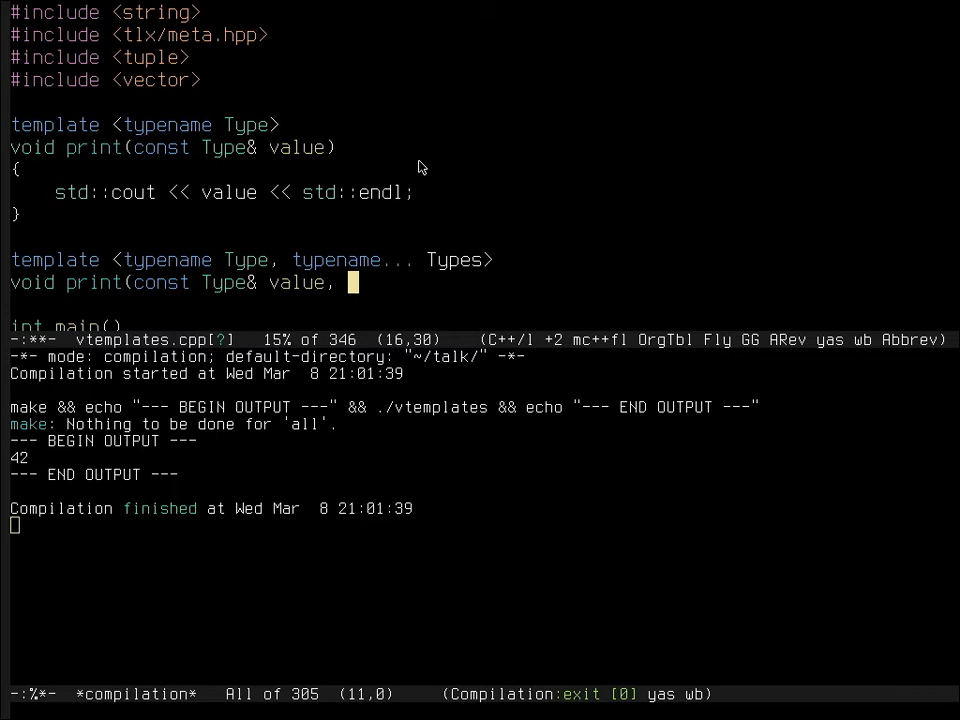 #include <string>
#include <tlx/meta.hpp>
#include <tuple>
#include <vector>
template <typename Type>
void print(const Type& value)
{
    std::cout << value << std::endl;
}
template <typename Type, typename... Types>
void print(const Type& value,
int main()
-:**-  vtemplates.cpp[?]   15% of 346  (16,30)    (C++/l +2 mc++fl OrgTbl Fly GG ARev yas wb Abbrev)
-*- mode: compilation; default-directory: "~/talk/" -*-
Compilation started at Wed Mar  8 21:01:39
make && echo "--- BEGIN OUTPUT ---" && ./vtemplates && echo "--- END OUTPUT ---"
make: Nothing to be done for 'all'.
--- BEGIN OUTPUT ---
42
--- END OUTPUT ---
Compilation finished at Wed Mar  8 21:01:39
-:%*-  *compilation*   All of 305  (11,0)     (Compilation:exit [0] yas wb)